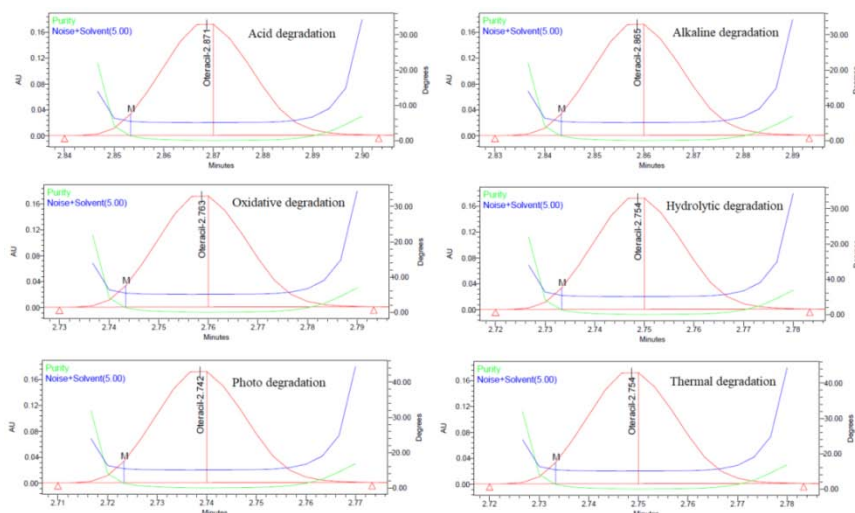 Purity
Noise+Solvent(5.00)
Acid degradation
Oteracil-2.871
M
AU
0.16
0.12
0.08
0.04
0.00
30.00
20.00
10.00
0.00
Degrees
2.84 2.85 2.86 2.87 2.88 2.89 2.90
Minutes
Purity
Noise+Solvent(5.00)
Alkaline degradation
Oteracil-2.865
M
AU
0.16
0.12
0.08
0.04
0.00
30.00
20.00
10.00
0.00
Degrees
2.83 2.84 2.85 2.86 2.87 2.88 2.89
Minutes
Purity
Noise+Solvent(5.00)
Oxidative degradation
Oteracil-2.763
M
AU
0.16
0.12
0.08
0.04
0.00
30.00
20.00
10.00
0.00
Degrees
2.73 2.74 2.75 2.76 2.77 2.78 2.79
Minutes
Purity
Noise+Solvent(5.00)
Hydrolytic degradation
Oteracil-2.754
M
AU
0.16
0.12
0.08
0.04
0.00
30.00
20.00
10.00
0.00
Degrees
2.72 2.73 2.74 2.75 2.76 2.77 2.78
Minutes
Purity
Noise+Solvent(5.00)
Photo degradation
Oteracil-2.742
M
AU
0.16
0.12
0.08
0.04
0.00
40.00
30.00
20.00
10.00
0.00
Degrees
2.71 2.72 2.73 2.74 2.75 2.76 2.77
Minutes
Purity
Noise+Solvent(5.00)
Thermal degradation
Oteracil-2.754
M
AU
0.16
0.12
0.08
0.04
0.00
40.00
30.00
20.00
10.00
0.00
Degrees
2.72 2.73 2.74 2.75 2.76 2.77 2.78
Minutes